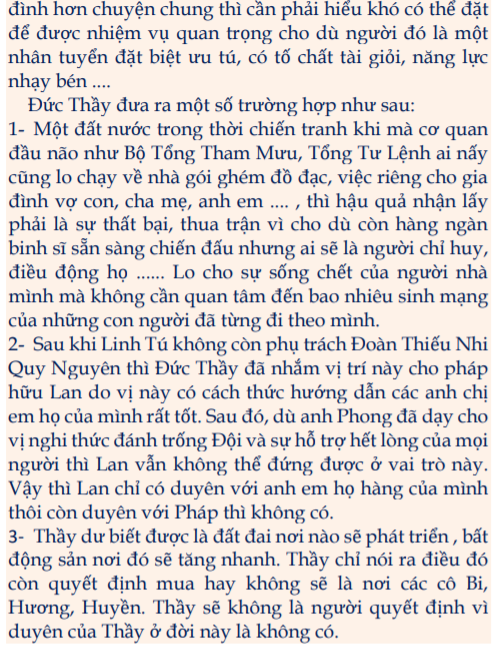 đình hơn chuyện chung thì cần phải hiểu khó có thể đặt
để được nhiệm vụ quan trọng cho dù người đó là một
nhân tuyển đặt biệt ưu tú, có tố chất tài giỏi, năng lực
nhạy bén ....
Đức Thầy đưa ra một số trường hợp như sau:
1- Một đất nước trong thời chiến tranh khi mà cơ quan
đầu não như Bộ Tổng Tham Mưu, Tổng Tư Lệnh ai nấy
cũng lo chạy về nhà gói ghém đồ đạc, việc riêng cho gia
đình vợ con, cha mẹ, anh em .... , thì hậu quả nhận lấy
phải là sự thất bại, thua trận vì cho dù còn hàng ngàn
binh sĩ sẵn sàng chiến đấu nhưng ai sẽ là người chỉ huy,
điều động họ ...... Lo cho sự sống chết của người nhà
mình mà không cần quan tâm đến bao nhiêu sinh mạng
của những con người đã từng đi theo mình.
2- Sau khi Linh Tú không còn phụ trách Đoàn Thiếu Nhi
Quy Nguyên thì Đức Thầy đã nhắm vị trí này cho pháp
hữu Lan do vị này có cách thức hướng dẫn các anh chị
em họ của mình rất tốt. Sau đó, dù anh Phong đã dạy cho
vị nghi thức đánh trống Đội và sự hỗ trợ hết lòng của mọi
người thì Lan vẫn không thể đứng được ở vai trò này.
Vậy thì Lan chỉ có duyên với anh em họ hàng của mình
thôi còn duyên với Pháp thì không có.
3- Thầy dư biết được là đất đai nơi nào sẽ phát triển , bất
động sản nơi đó sẽ tăng nhanh. Thầy chỉ nói ra điều đó
còn quyết định mua hay không sẽ là nơi các cô Bi,
Hương, Huyền. Thầy sẽ không là người quyết định vì
duyên của Thầy ở đời này là không có.